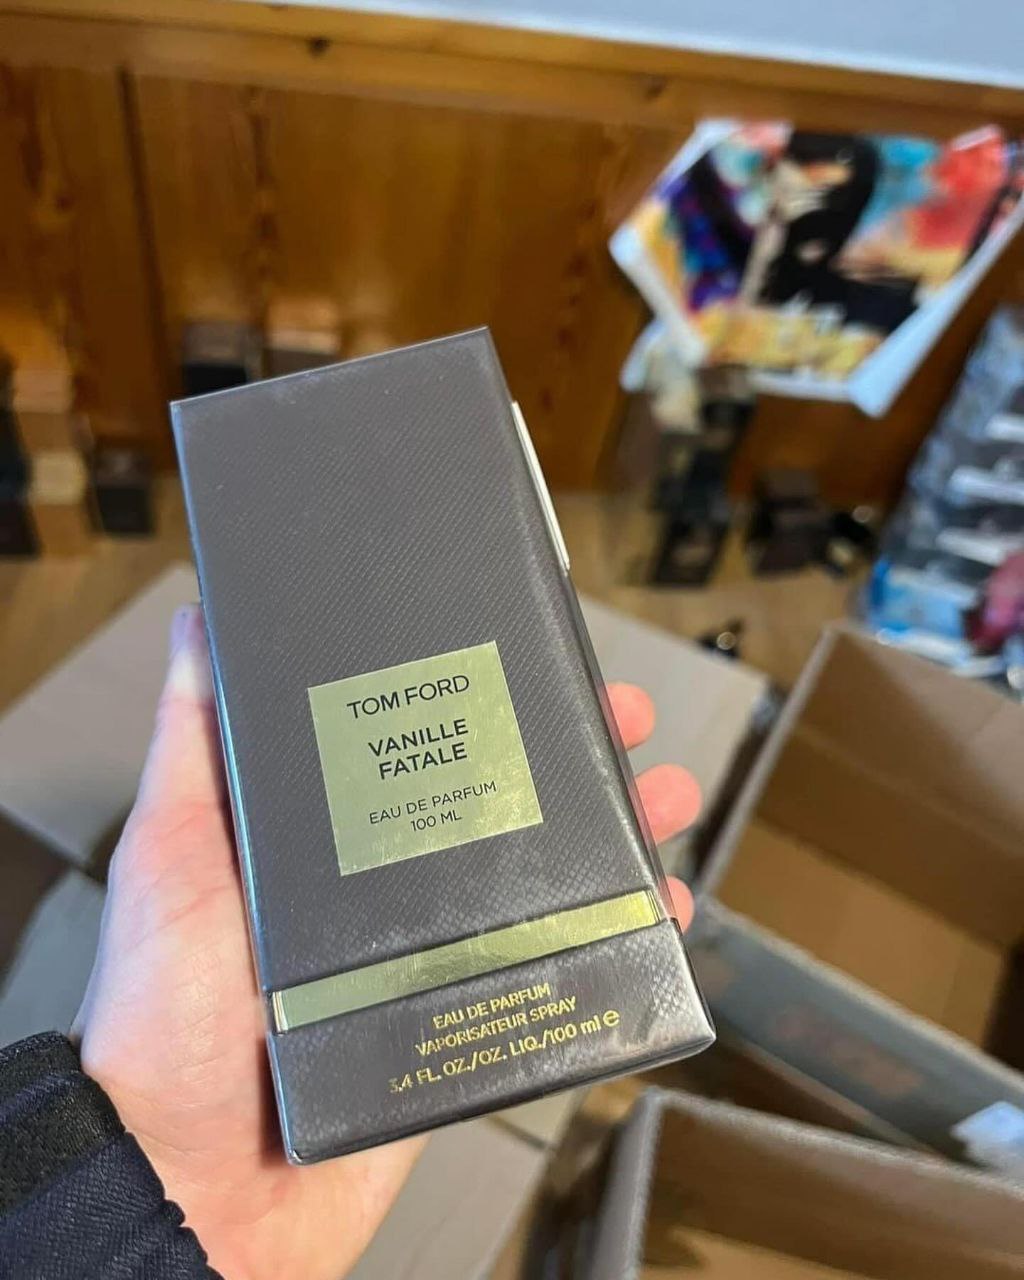 TOM FORD
VANILLE
FATALE
EAU DE PARFUM
100 ML
EAU DE PARFUM
VAPORISATEUR SPRAY
3.4 FL. OZ./OZ. LIQ./100 ml e